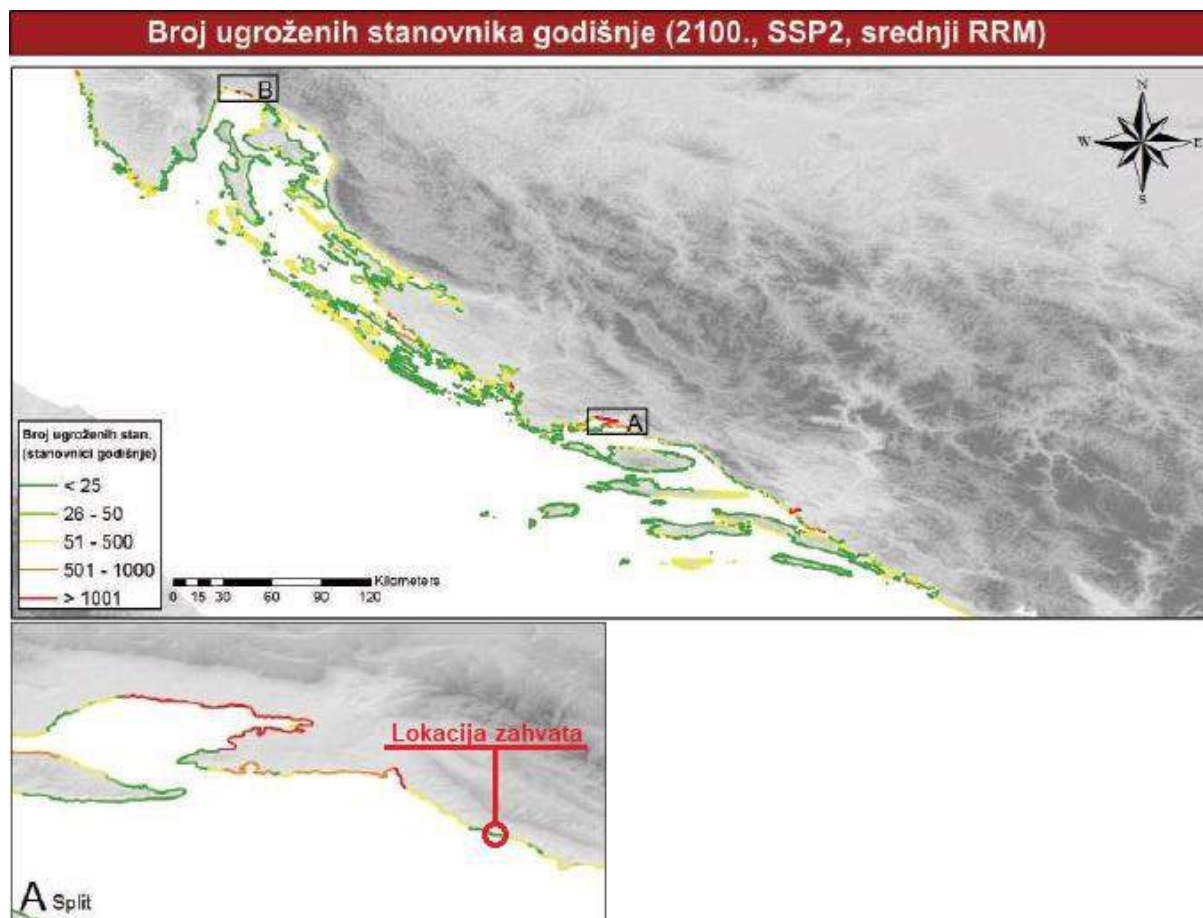 Broj ugroženih stanovnika godišnje (2100., SSP2, srednji RRM)
B
N
W
E
S
A
Broj ugroženih stan.
(stanovnici godišnje)
< 25
26 - 50
51 - 500
501 - 1000
> 1001
Kilometers
0 15 30 60 90 120
Lokacija zahvata
A Split